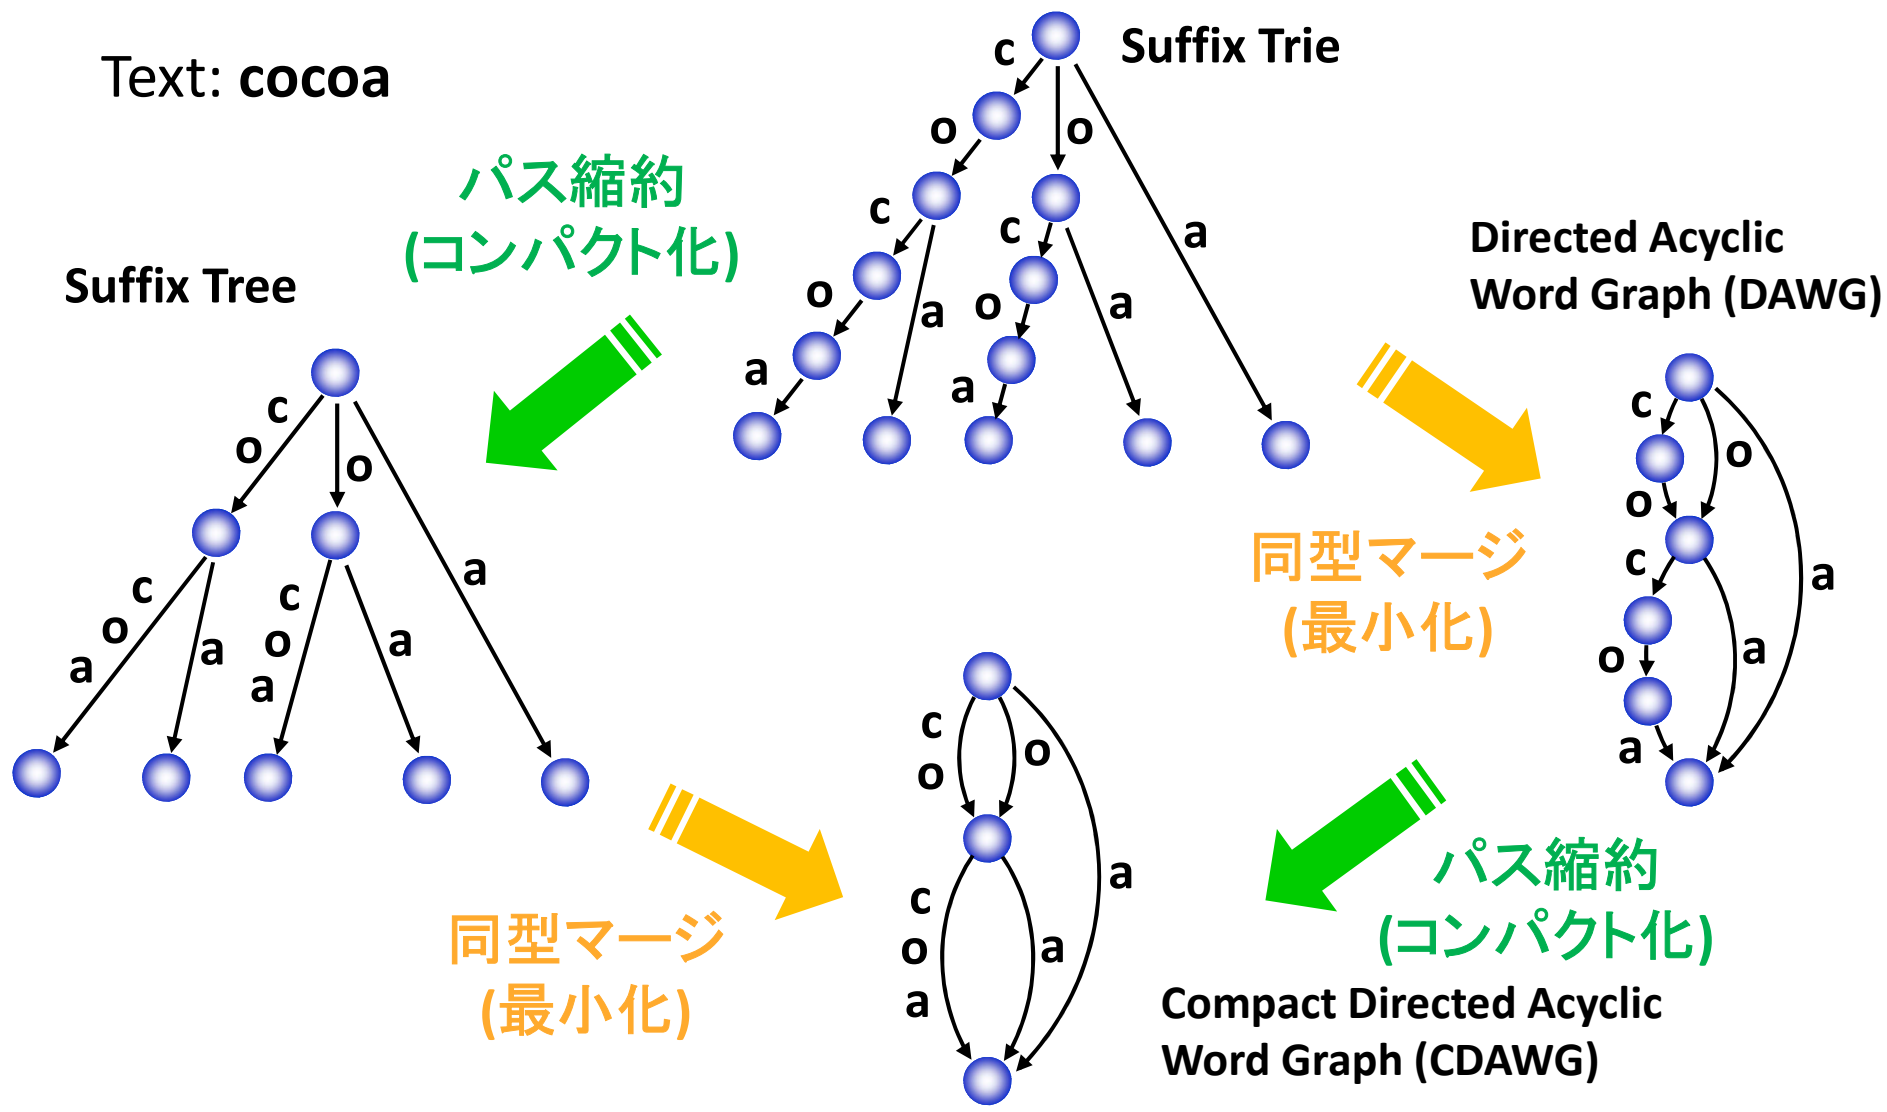 Text: cocoa
Suffix Trie
c
o
o
c
a
c
o
a
o
a
a
a
パス縮約
(コンパクト化)
Directed Acyclic
Word Graph (DAWG)
Suffix Tree
c
o
o
a
c
o
a
a
c
o
a
a
c
o
o
c
a
o
a
a
同型マージ
(最小化)
同型マージ
(最小化)
c
o
o
a
c
o
a
a
パス縮約
(コンパクト化)
Compact Directed Acyclic
Word Graph (CDAWG)